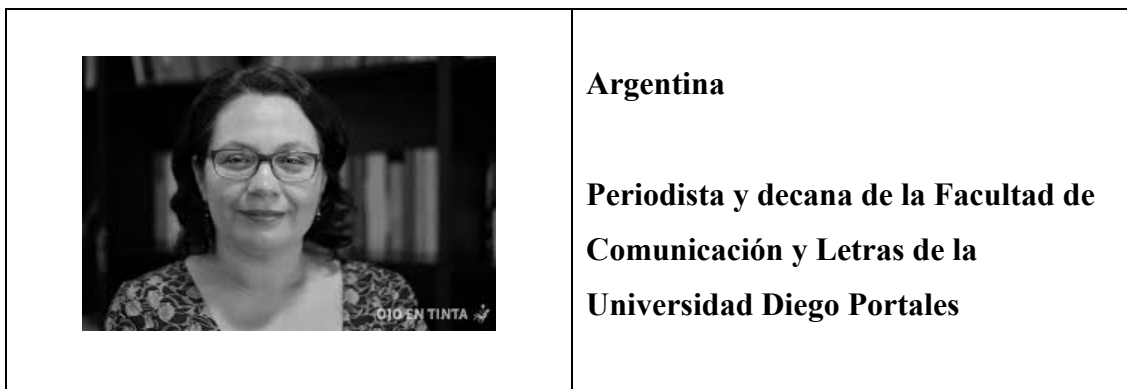 Argentina
Periodista y decana de la Facultad de
Comunicación y Letras de la
Universidad Diego Portales
OJO EN TINTA